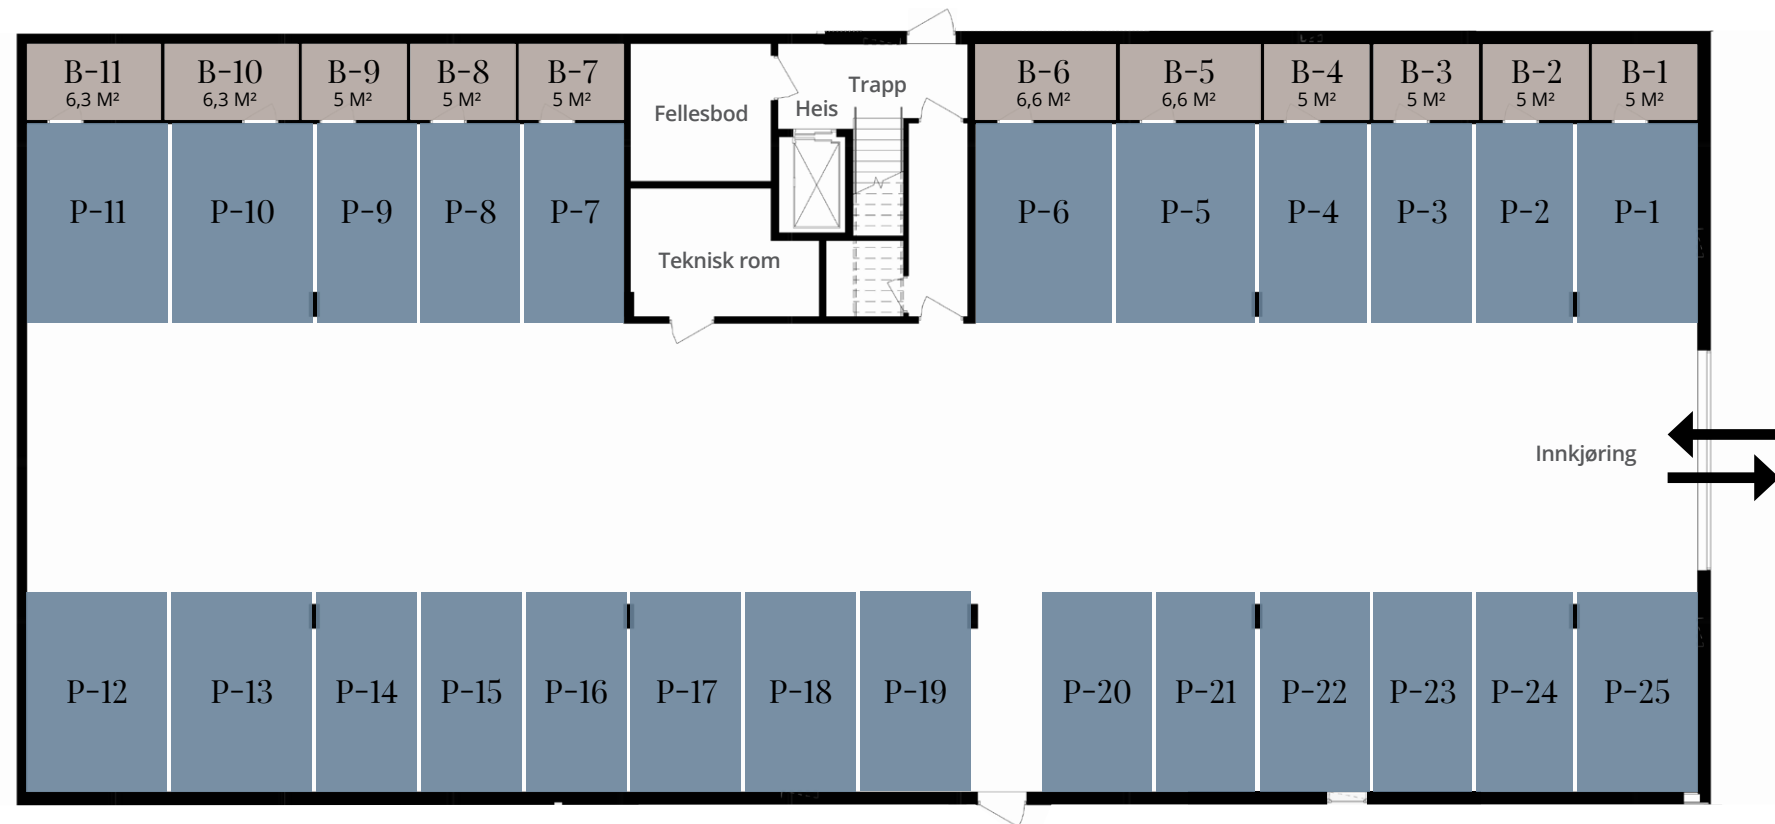 B-11
6,3 M²
B-10
6,3 M²
B-9
5 M²
B-8
5 M²
B-7
5 M²
Fellesbod
Heis
Trapp
B-6
6,6 M²
B-5
6,6 M²
B-4
5 M²
B-3
5 M²
B-2
5 M²
B-1
5 M²
P-11
P-10
P-9
P-8
P-7
Teknisk rom
P-6
P-5
P-4
P-3
P-2
P-1
Innkjøring
P-12
P-13
P-14
P-15
P-16
P-17
P-18
P-19
P-20
P-21
P-22
P-23
P-24
P-25